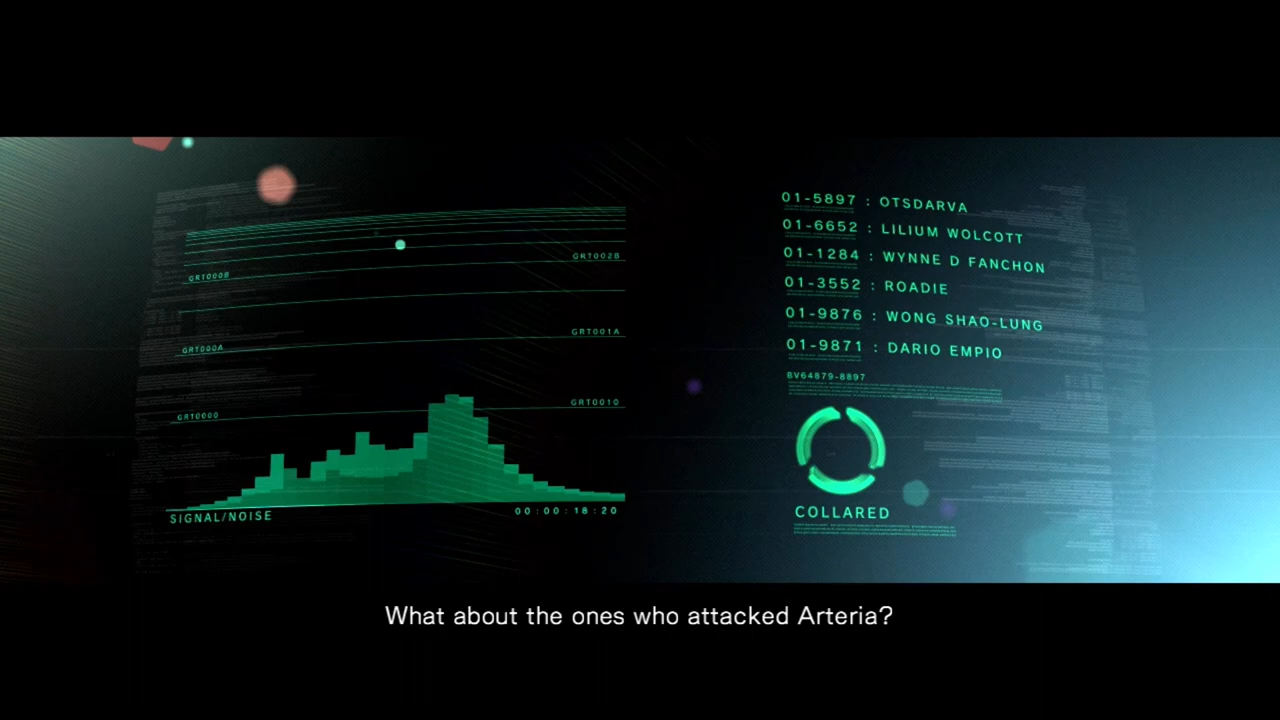 GRT000B
GRT002B
GRT000A
GRT001A
GRT0000
GRT0010
SIGNAL/NOISE
00:00:18:20
01-5897 : OTSDARVA
01-6652 : LILIUM WOLCOTT
01-1284 : WYNNE D FANCHON
01-3552 : ROADIE
01-9876 : WONG SHAO-LUNG
01-9871 : DARIO EMPIO
BV64879-8897
COLLARED
What about the ones who attacked Arteria?